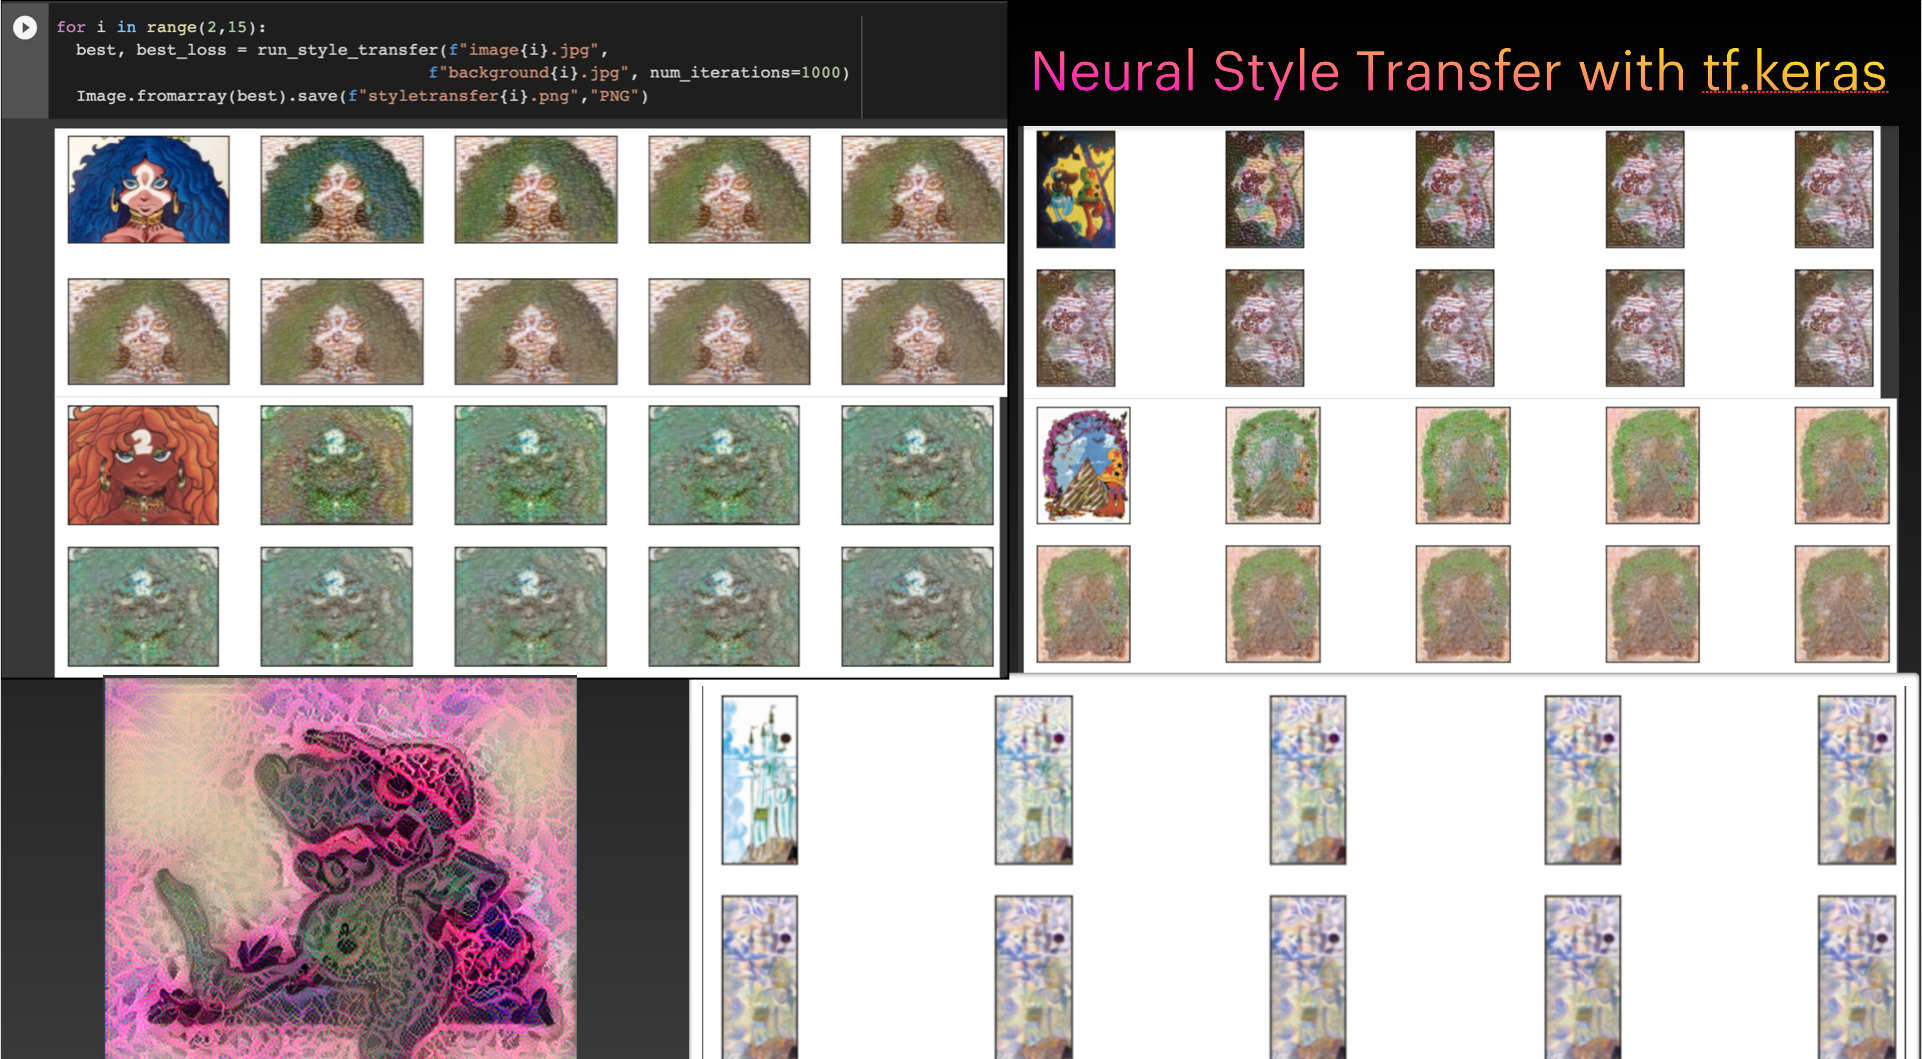 for i in range(2,15):
  best, best_loss = run_style_transfer(f"image{i}.jpg",
                                     f"background{i}.jpg", num_iterations=1000)
  Image.fromarray(best).save(f"styletransfer{i}.png","PNG")
Neural Style Transfer with tf.keras